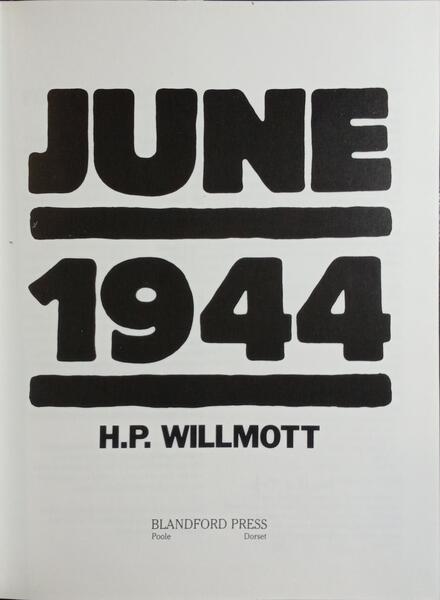 JUNE
1944
H.P. WILLMOTT
BLANDFORD PRESS
Poole Dorset